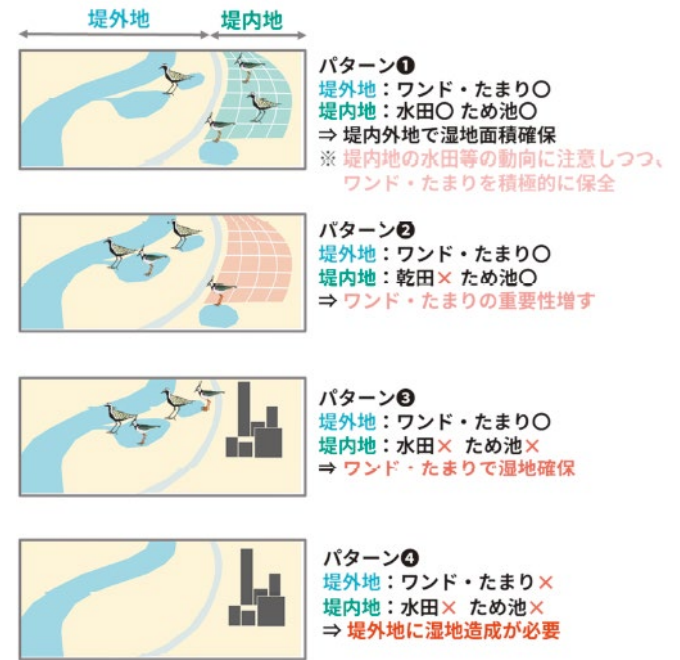 堤外地 堤内地
パターン❶
堤外地：ワンド・たまり〇
堤内地：水田〇 ため池〇
⇒ 堤内外地で湿地面積確保
※ 堤内地の水田等の動向に注意しつつ、
ワンド・たまりを積極的に保全
パターン❷
堤外地：ワンド・たまり〇
堤内地：乾田× ため池〇
⇒ ワンド・たまりの重要性増す
パターン❸
堤外地：ワンド・たまり〇
堤内地：水田× ため池×
⇒ ワンド・たまりで湿地確保
パターン❹
堤外地：ワンド・たまり×
堤内地：水田× ため池×
⇒ 堤外地に湿地造成が必要